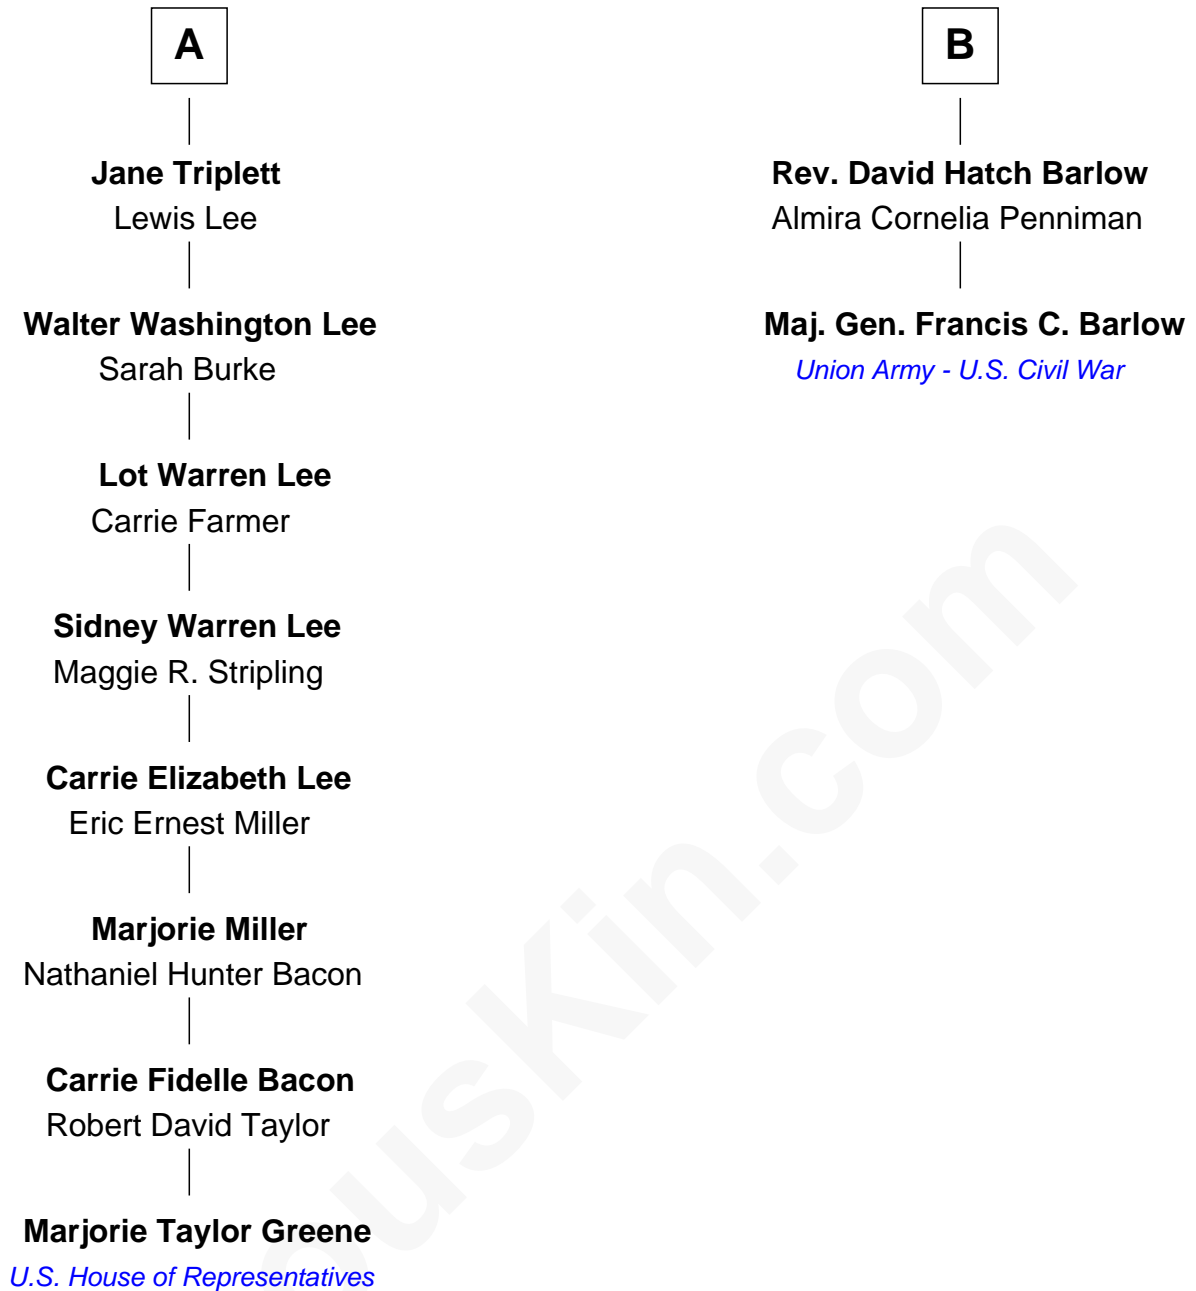 A
Jane Triplett
Lewis Lee
Walter Washington Lee
Sarah Burke
Lot Warren Lee
Carrie Farmer
Sidney Warren Lee
Maggie R. Stripling
Carrie Elizabeth Lee
Eric Ernest Miller
Marjorie Miller
Nathaniel Hunter Bacon
Carrie Fidelle Bacon
Robert David Taylor
Marjorie Taylor Greene
U.S. House of Representatives
B
Rev. David Hatch Barlow
Almira Cornelia Penniman
Maj. Gen. Francis C. Barlow
Union Army - U.S. Civil War
ousKin.com